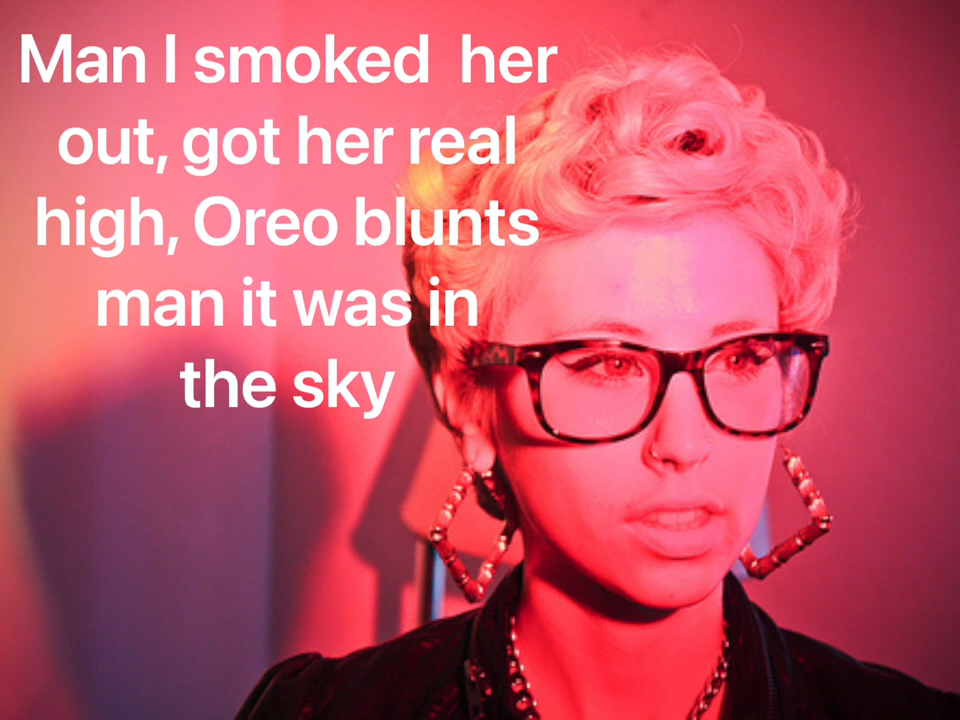 Man I smoked  her
out, got her real
high, Oreo blunts
man it was in
the sky